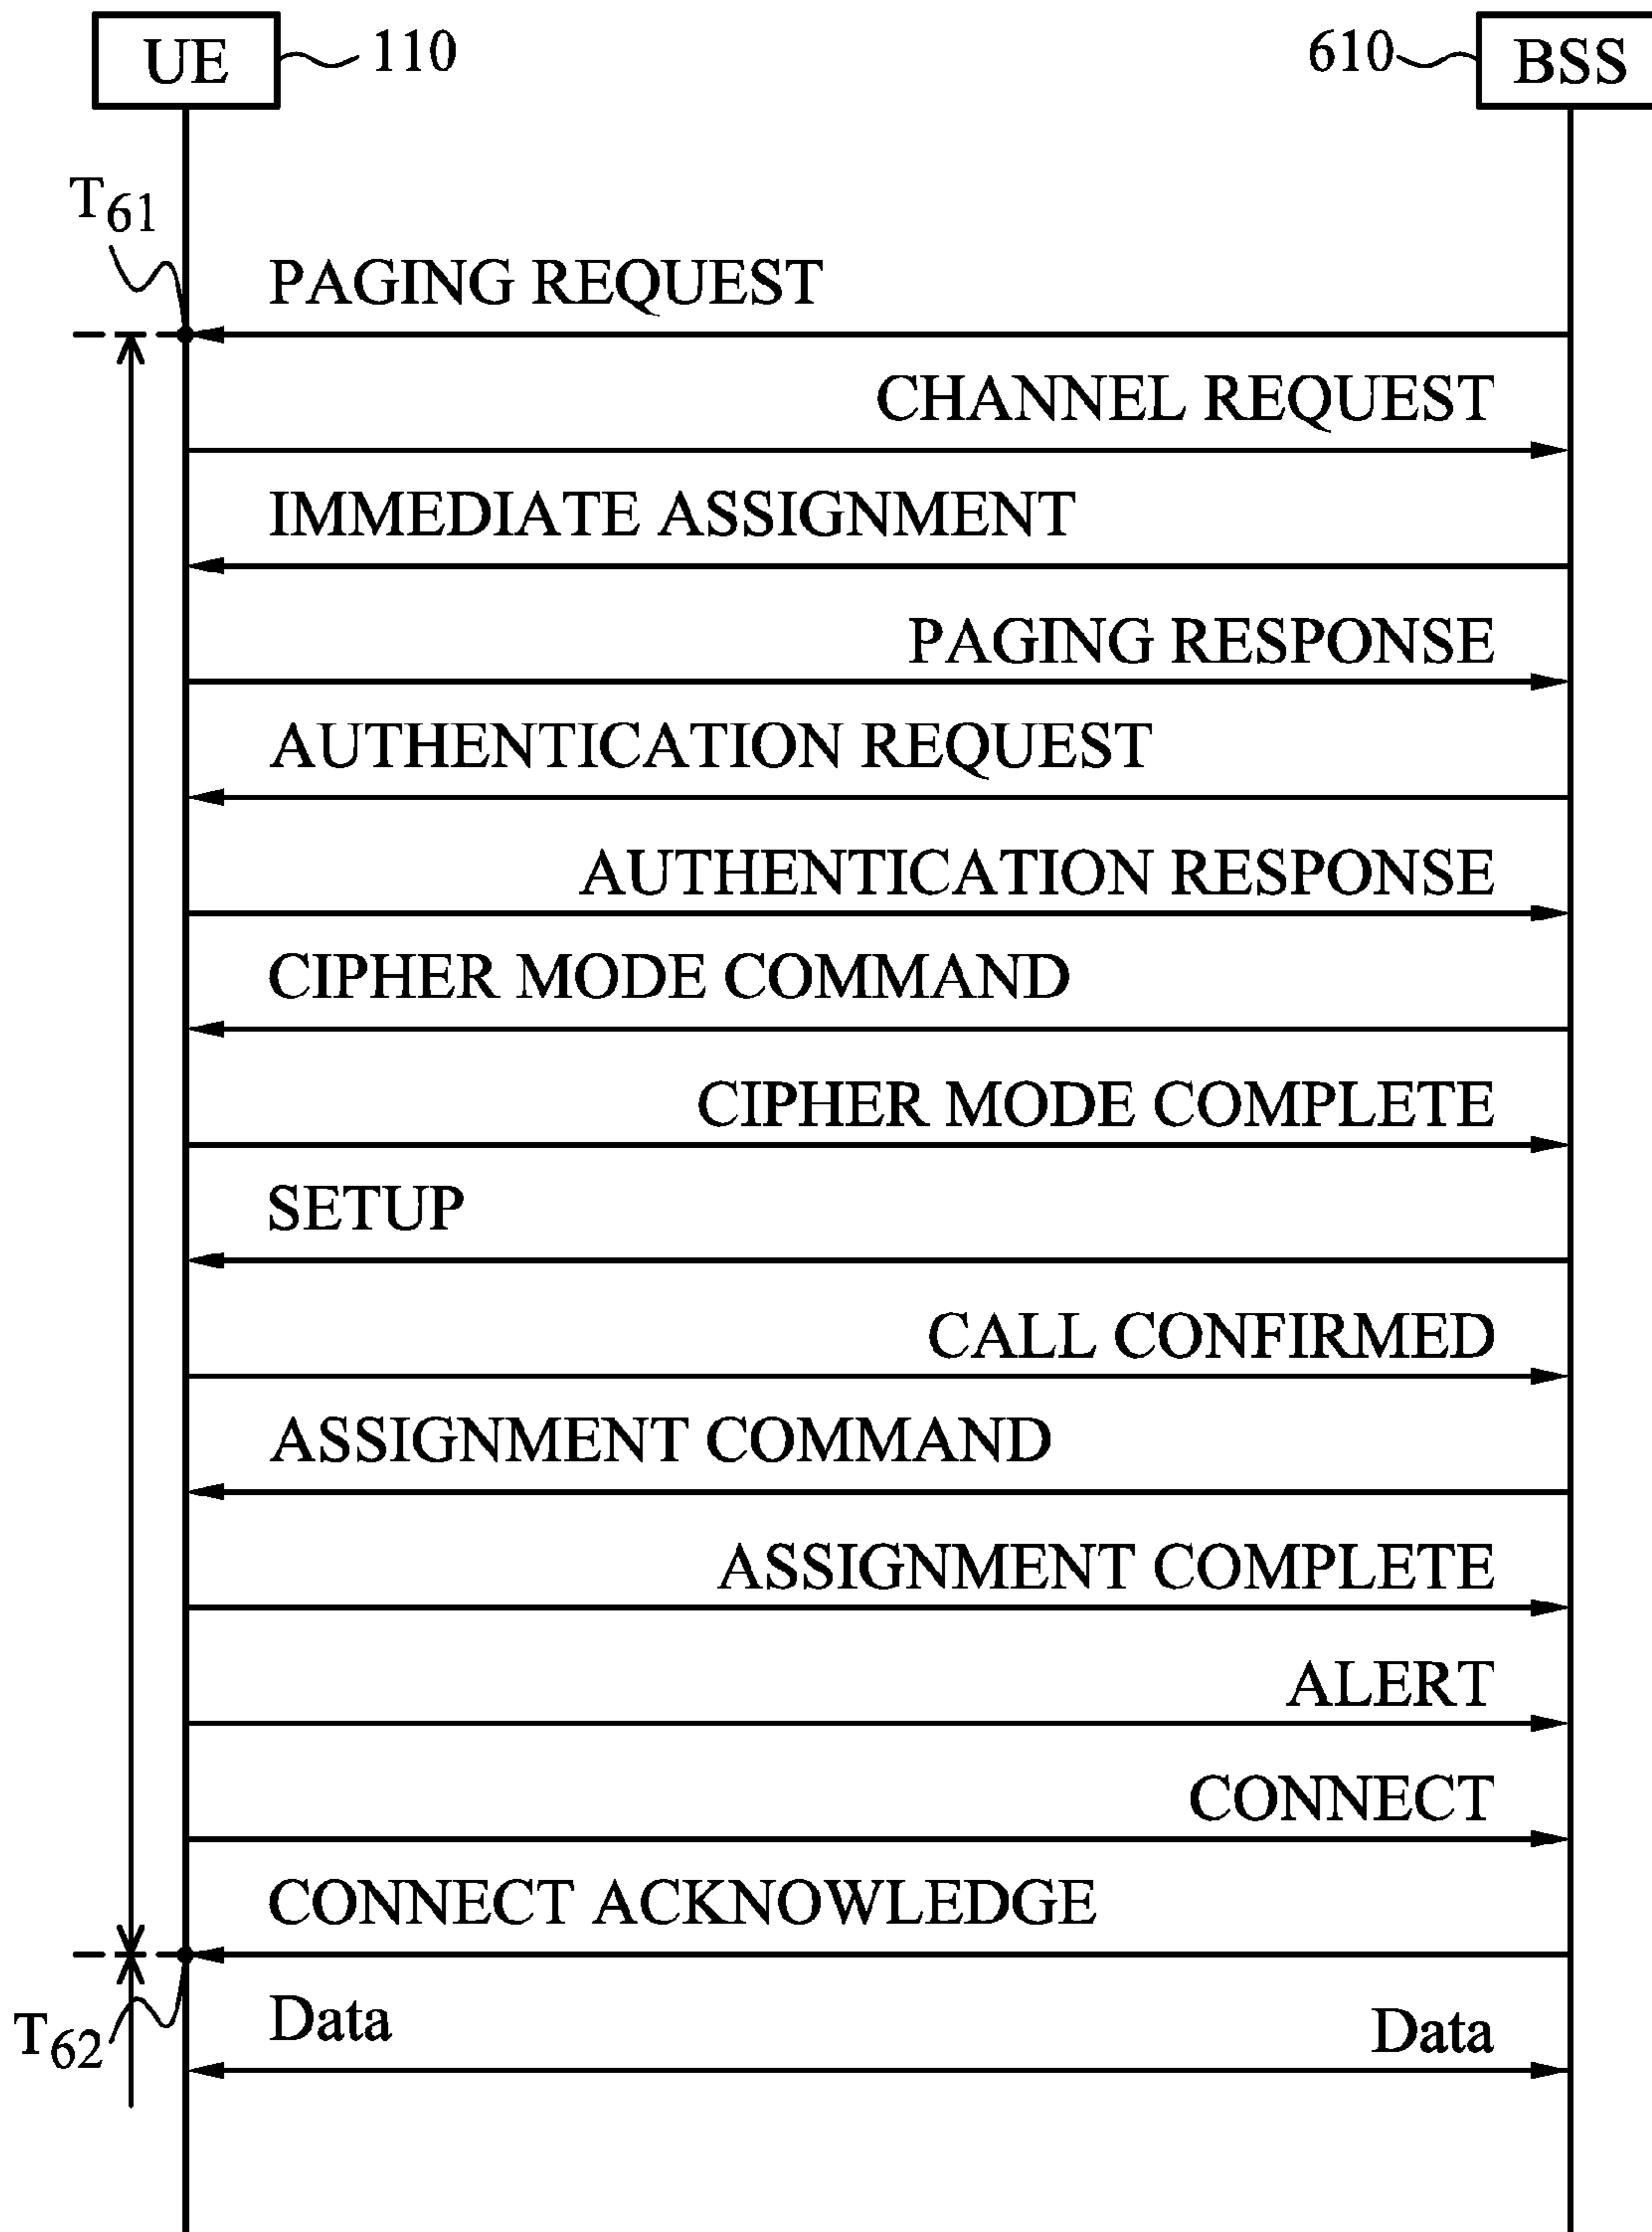 UE
110
610
BSS
T61
PAGING REQUEST
CHANNEL REQUEST
IMMEDIATE ASSIGNMENT
PAGING RESPONSE
AUTHENTICATION REQUEST
AUTHENTICATION RESPONSE
CIPHER MODE COMMAND
CIPHER MODE COMPLETE
SETUP
CALL CONFIRMED
ASSIGNMENT COMMAND
ASSIGNMENT COMPLETE
ALERT
CONNECT
CONNECT ACKNOWLEDGE
T62
Data
Data